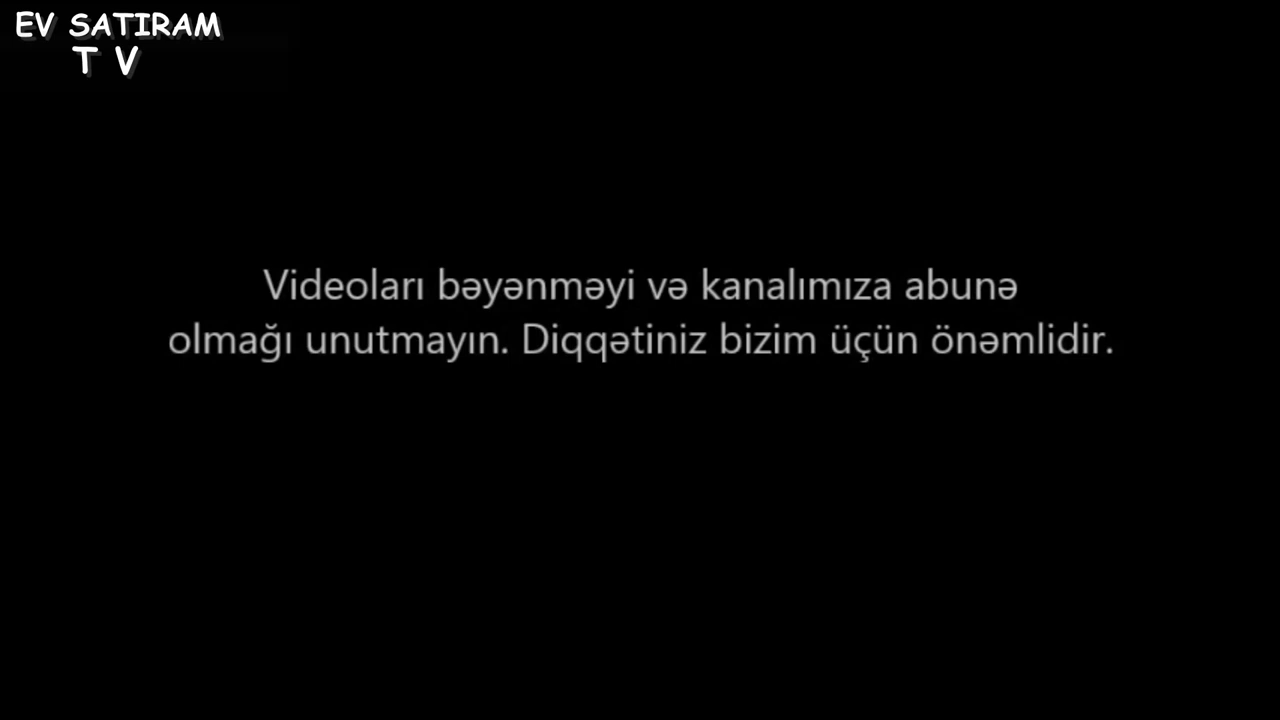 EV SATIRAM
T V
Videoları bəyənməyi və kanalımıza abunə
olmağı unutmayın. Diqqətiniz bizim üçün önəmlidir.